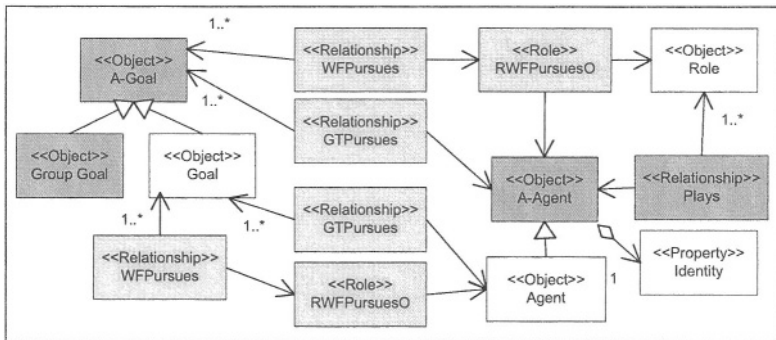 1..*
<<Object>>
A-Goal
<<Relationship>>
WFPursues
<<Role>>
RWFPursuesO
<<Object>>
Role
1..*
<<Relationship>>
GTPursues
1..*
<<Object>>
Group Goal
<<Object>>
Goal
<<Object>>
A-Agent
<<Relationship>>
Plays
1..*
1..*
<<Relationship>>
GTPursues
<<Relationship>>
WFPursues
<<Role>>
RWFPursuesO
<<Object>>
Agent
1
<<Property>>
Identity